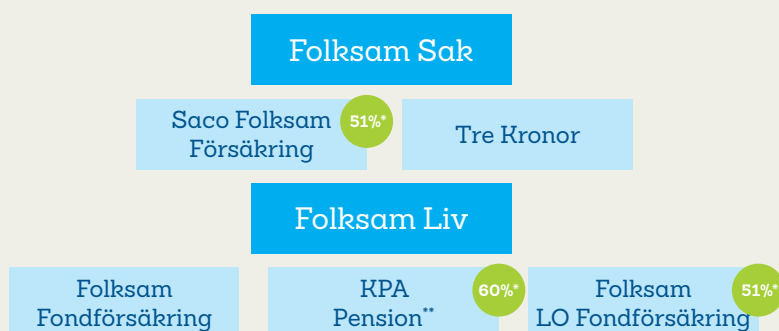 Folksam Sak
Saco Folksam
Försäkring
51%*
Tre Kronor
Folksam Liv
Folksam
Fondförsäkring
KPA
Pension**
60%*
Folksam
LO Fondförsäkring
51%*